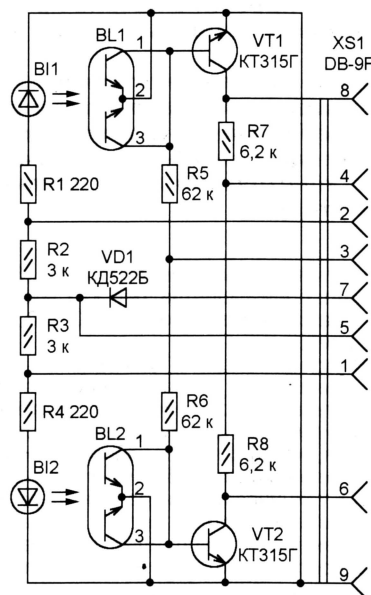 BL1
1
VT1
КТ315Г
XS1
DB-9F
BI1
2
3
8
R7
6,2 к
R1 220
R5
62 к
4
2
R2
3 к
VD1
КД522Б
3
7
R3
3 к
5
1
R4 220
R6
62 к
BL2
1
R8
6,2 к
BI2
2
3
6
VT2
КТ315Г
9